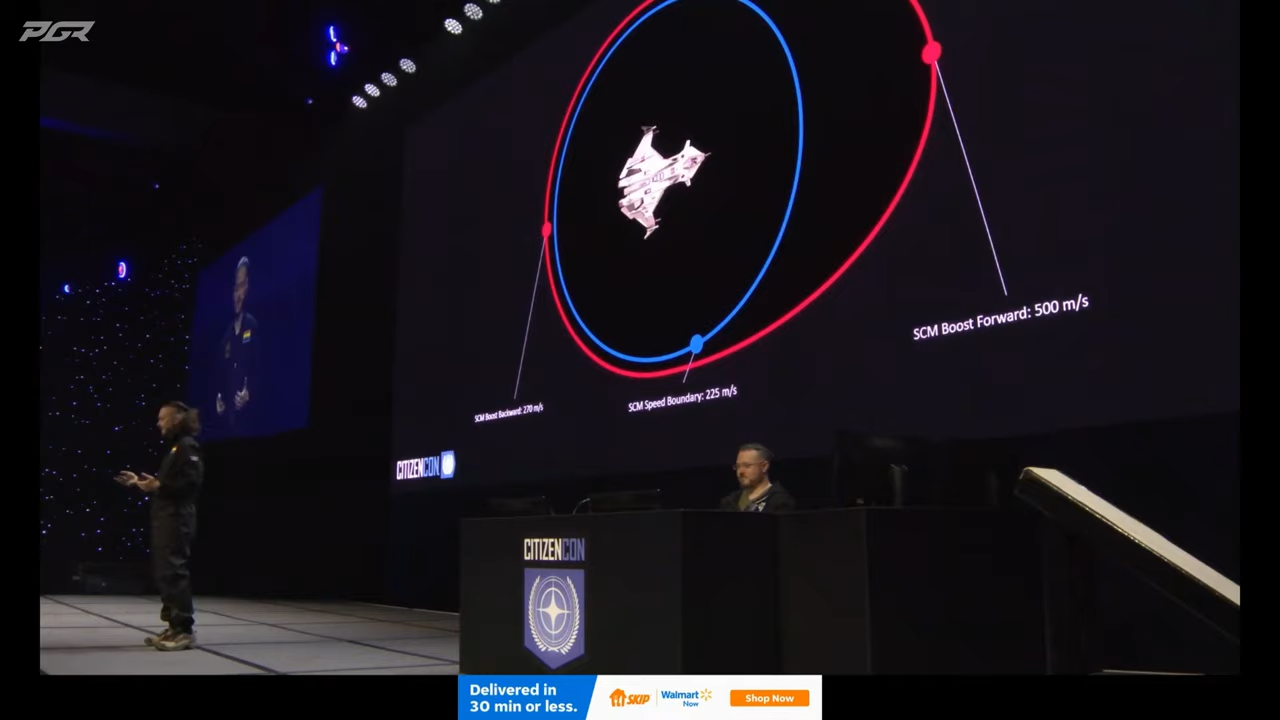 PGR
SCM Boost Forward: 500 m/s
SCM Speed Boundary: 225 m/s
SCM Boost Backward: 270 m/s
CITIZENCON
CITIZENCON
Delivered in
30 min or less.
SKIP
Walmart
Now
Shop Now